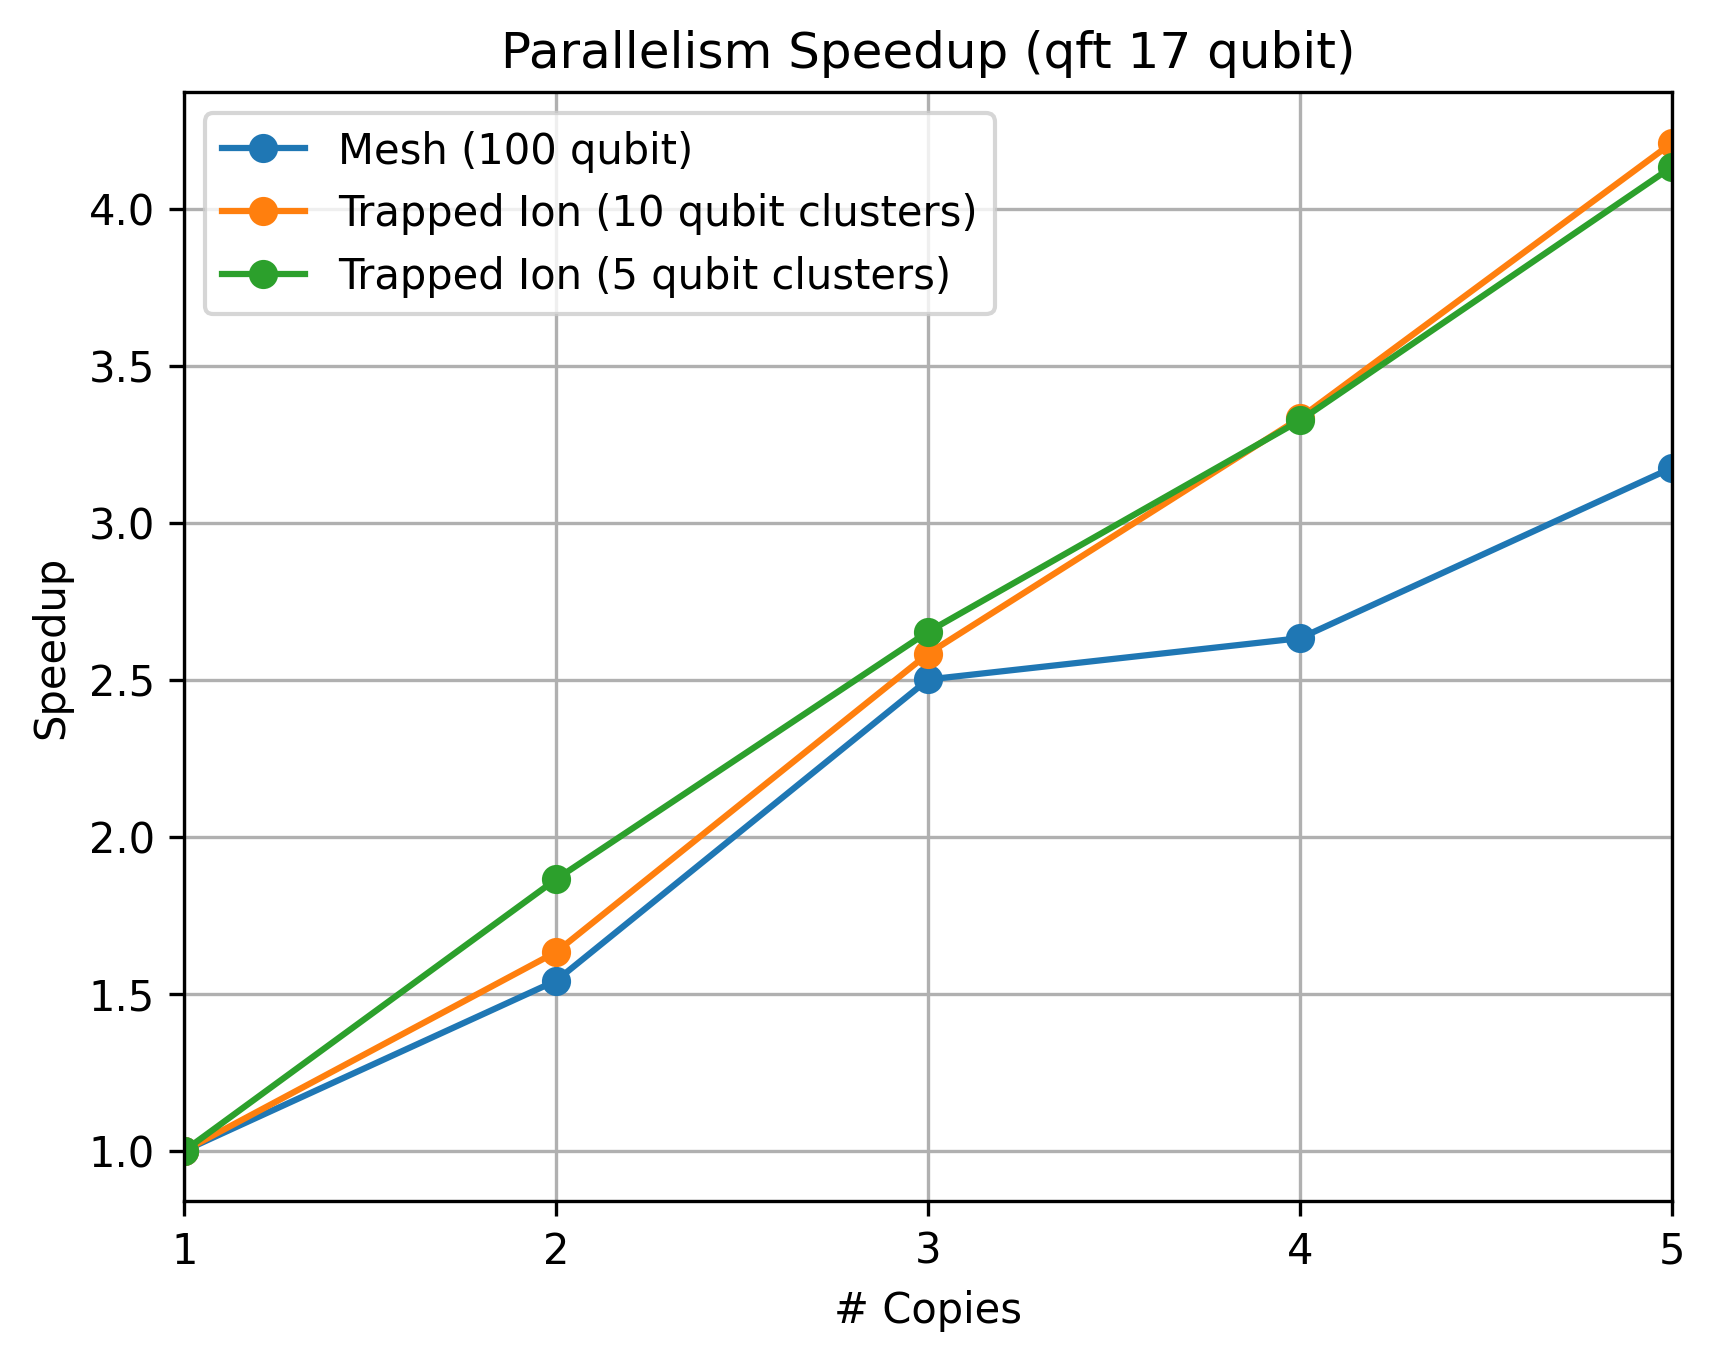 Parallelism Speedup (qft 17 qubit)
Mesh (100 qubit)
Trapped Ion (10 qubit clusters)
Trapped Ion (5 qubit clusters)
4.0
3.5
3.0
2.5
2.0
1.5
1.0
Speedup
1 2 3 4 5
# Copies